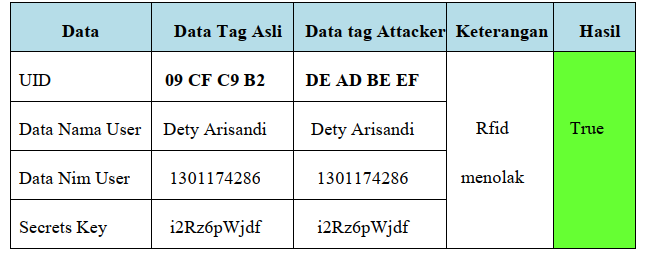 Data Data Tag Asli Data tag Attacker Keterangan Hasil
UID 09 CF C9 B2 DE AD BE EF
Data Nama User Dety Arisandi Dety Arisandi Rfid True
Data Nim User 1301174286 1301174286 menolak
Secrets Key i2Rz6pWjdf i2Rz6pWjdf